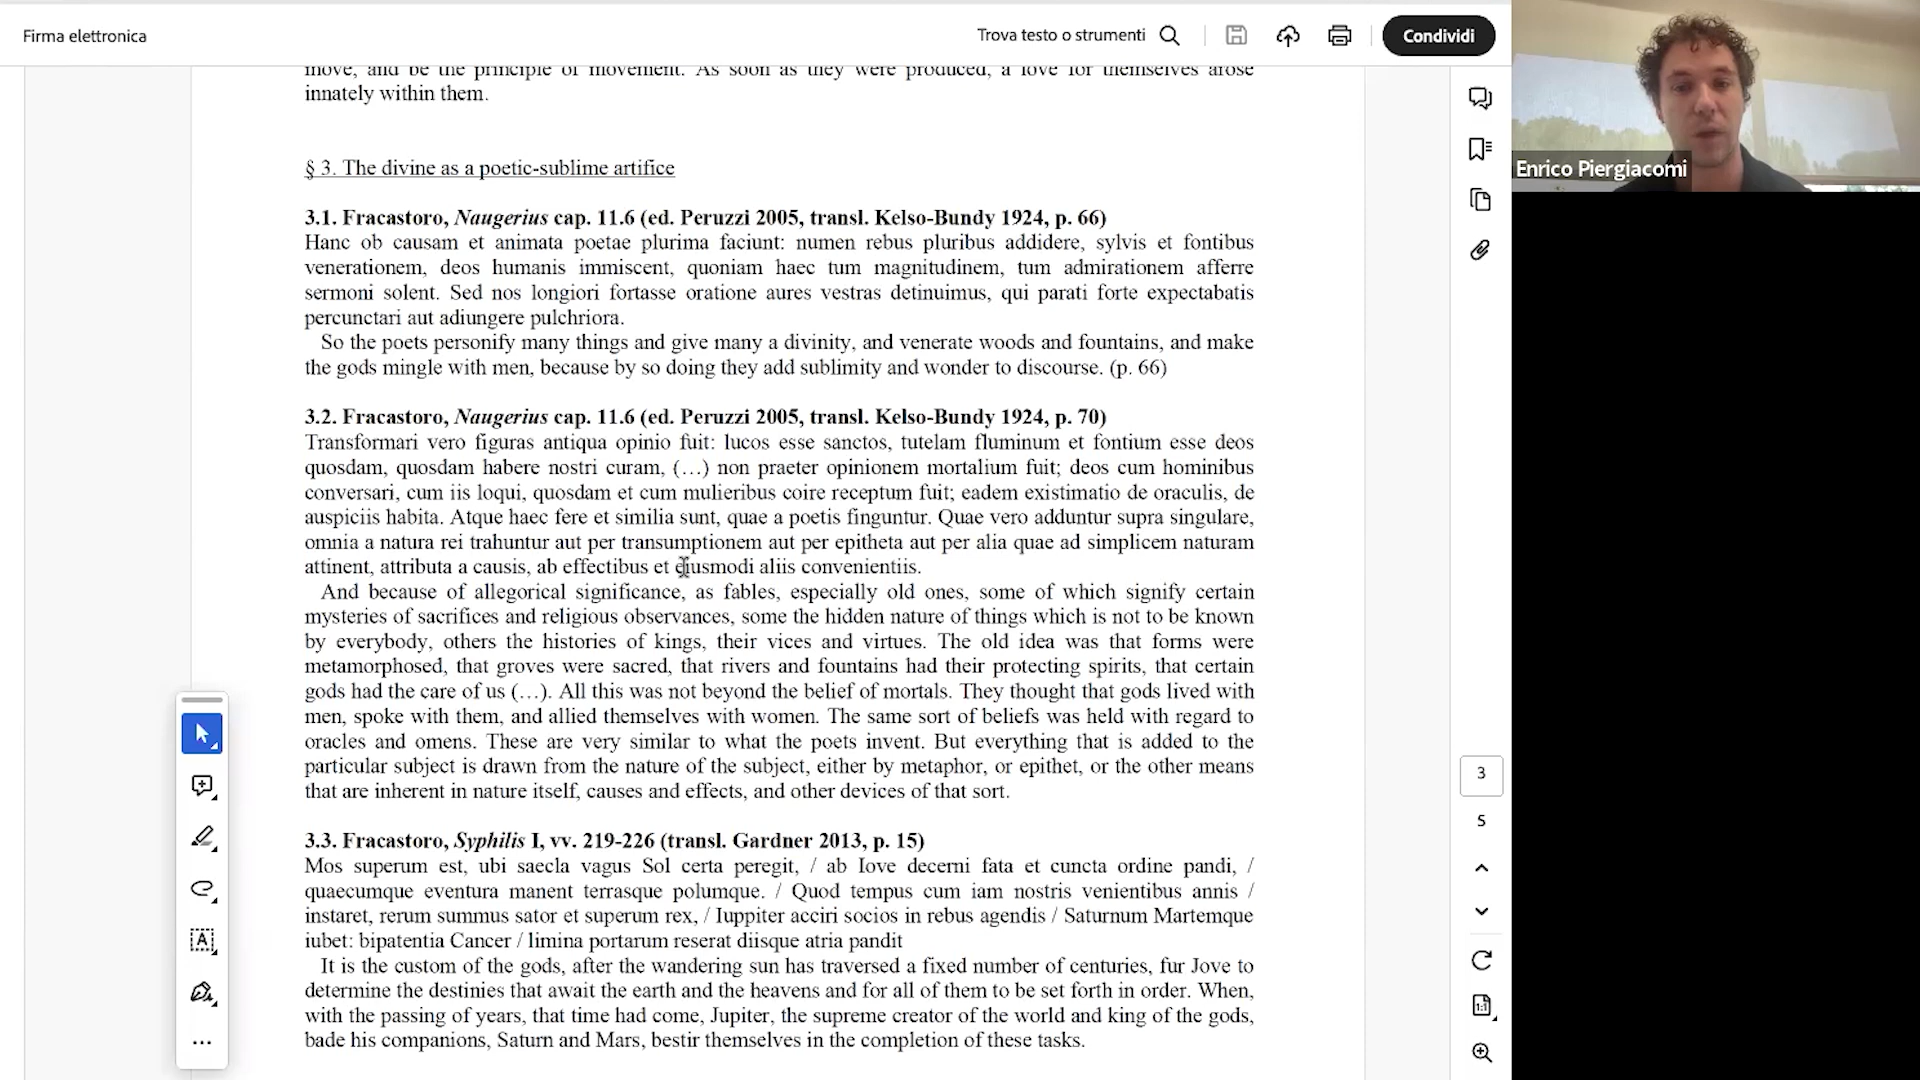 Firma elettronica
Trova testo o strumenti
Condividi
move, and be the principle of movement. As soon as they were produced, a love for themselves arose
innately within them.
§ 3. The divine as a poetic-sublime artifice
3.1. Fracastoro, Naugerius cap. 11.6 (ed. Peruzzi 2005, transl. Kelso-Bundy 1924, p. 66)
Hanc ob causam et animata poetae plurima faciunt: numen rebus pluribus addidere, sylvis et fontibus
venerationem, deos humanis immiscent, quoniam haec tum magnitudinem, tum admirationem afferre
sermoni solent. Sed nos longiori fortasse oratione aures vestras detinuimus, qui parati forte expectabatis
percunctari aut adiungere pulchriora.
So the poets personify many things and give many a divinity, and venerate woods and fountains, and make
the gods mingle with men, because by so doing they add sublimity and wonder to discourse. (p. 66)
3.2. Fracastoro, Naugerius cap. 11.6 (ed. Peruzzi 2005, transl. Kelso-Bundy 1924, p. 70)
Transformari vero figuras antiqua opinio fuit: lucos esse sanctos, tutelam fluminum et fontium esse deos
quosdam, quosdam habere nostri curam, (…) non praeter opinionem mortalium fuit; deos cum hominibus
conversari, cum iis loqui, quosdam et cum mulieribus coire receptum fuit; eadem existimatio de oraculis, de
auspiciis habita. Atque haec fere et similia sunt, quae a poetis finguntur. Quae vero adduntur supra singulare,
omnia a natura rei trahuntur aut per transumptionem aut per epitheta aut per alia quae ad simplicem naturam
attinent, attributa a causis, ab effectibus et eiusmodi aliis convenientiis.
And because of allegorical significance, as fables, especially old ones, some of which signify certain
mysteries of sacrifices and religious observances, some the hidden nature of things which is not to be known
by everybody, others the histories of kings, their vices and virtues. The old idea was that forms were
metamorphosed, that groves were sacred, that rivers and fountains had their protecting spirits, that certain
gods had the care of us (…). All this was not beyond the belief of mortals. They thought that gods lived with
men, spoke with them, and allied themselves with women. The same sort of beliefs was held with regard to
oracles and omens. These are very similar to what the poets invent. But everything that is added to the
particular subject is drawn from the nature of the subject, either by metaphor, or epithet, or the other means
that are inherent in nature itself, causes and effects, and other devices of that sort.
3.3. Fracastoro, Syphilis I, vv. 219-226 (transl. Gardner 2013, p. 15)
Mos superum est, ubi saecla vagus Sol certa peregit, / ab Iove decerni fata et cuncta ordine pandi, /
quaecumque eventura manent terrasque polumque. / Quod tempus cum iam nostris venientibus annis /
instaret, rerum summus sator et superum rex, / Iuppiter acciri socios in rebus agendis / Saturnum Martemque
iubet: bipatentia Cancer / limina portarum reserat diisque atria pandit
It is the custom of the gods, after the wandering sun has traversed a fixed number of centuries, fur Jove to
determine the destinies that await the earth and the heavens and for all of them to be set forth in order. When,
with the passing of years, that time had come, Jupiter, the supreme creator of the world and king of the gods,
bade his companions, Saturn and Mars, bestir themselves in the completion of these tasks.
3
5
Enrico Piergiacomi